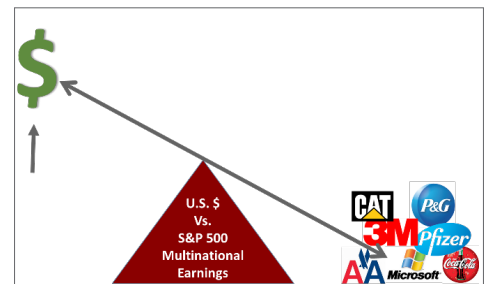 $
U.S. $
Vs.
S&P 500
Multinational
Earnings
CAT
P&G
3M
Pfizer
AA
Microsoft
Coca-Cola